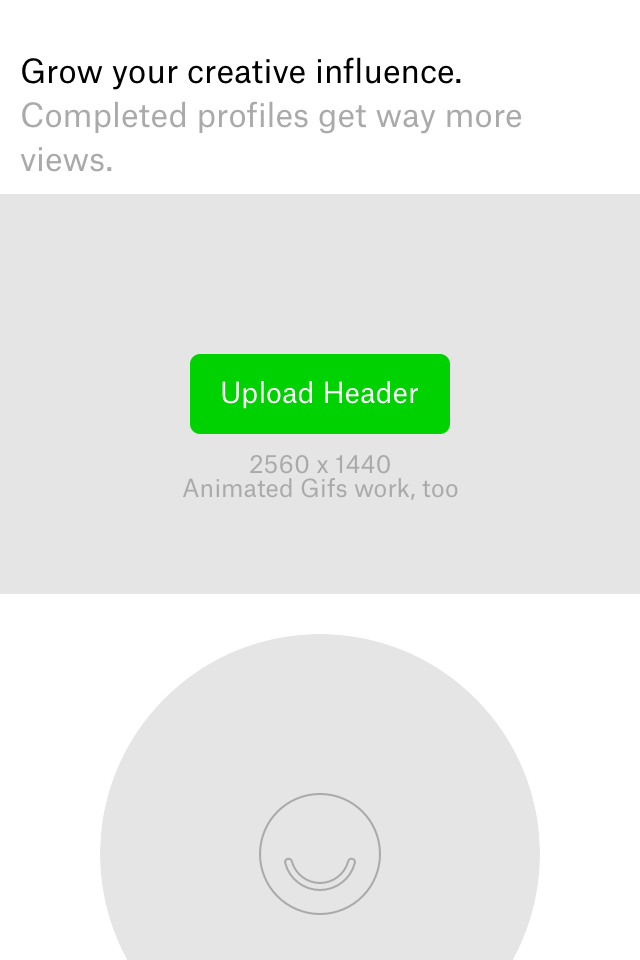 Grow your creative influence.
Completed profiles get way more
views.
Upload Header
2560 x 1440
Animated Gifs work, too